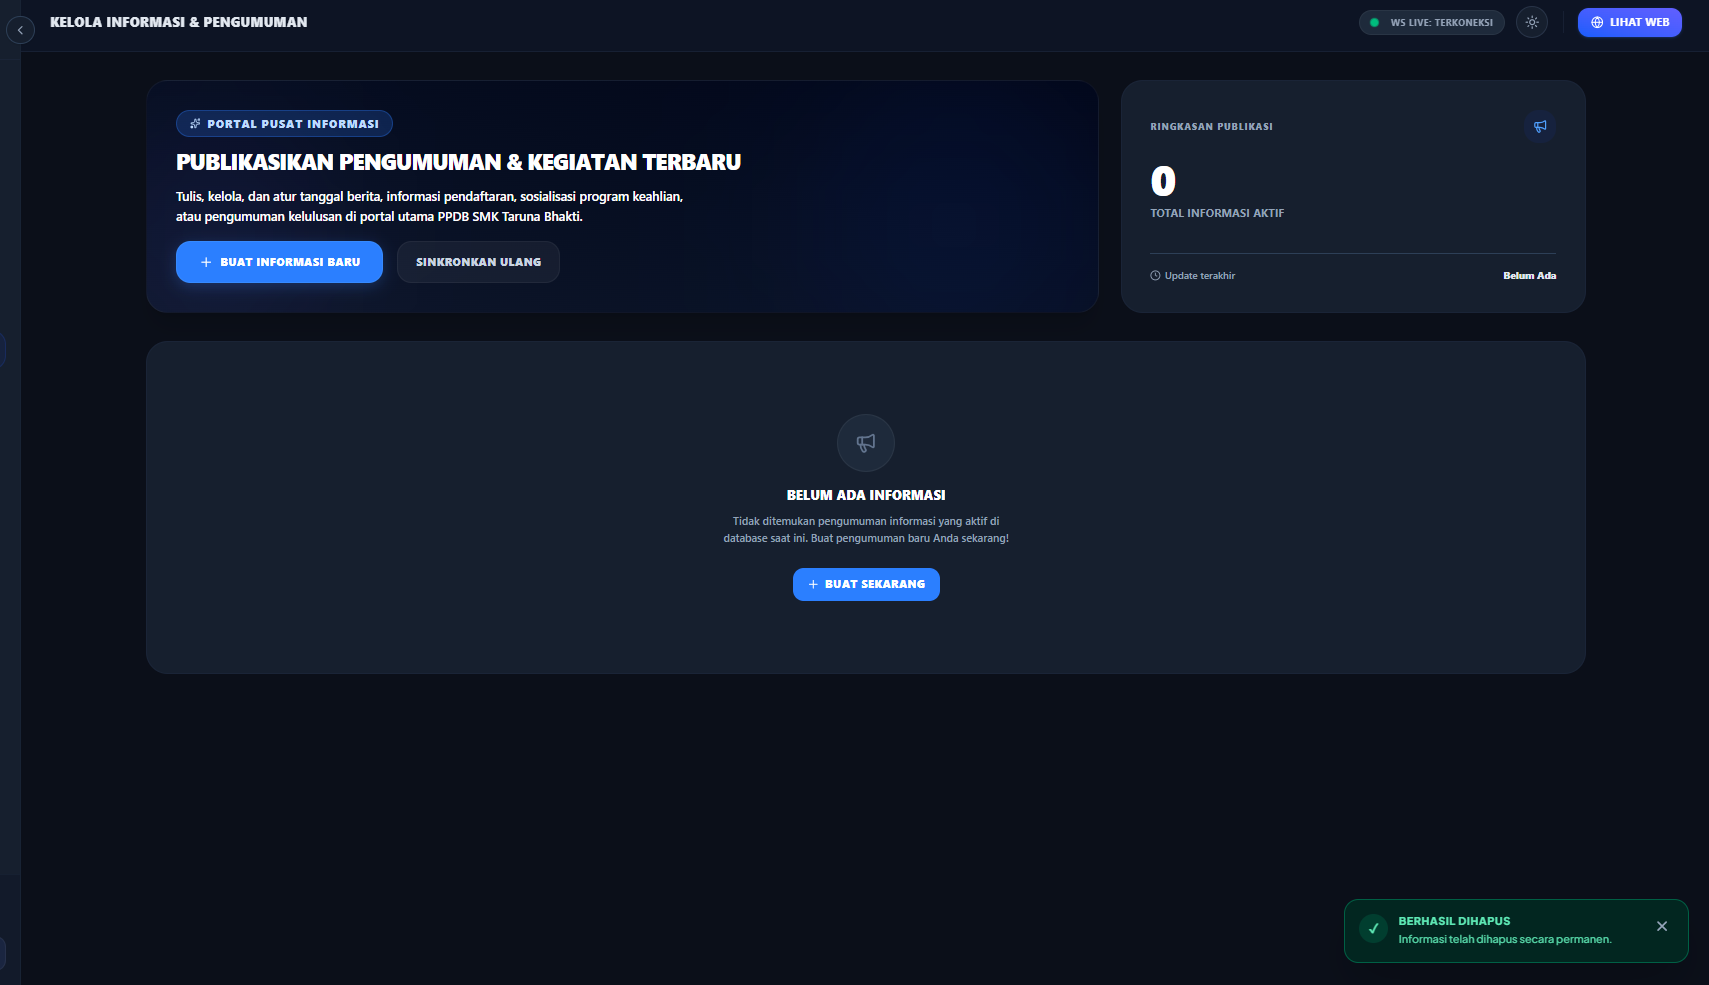 KELOLA INFORMASI & PENGUMUMAN
WS LIVE: TERKONEKSI
LIHAT WEB
PORTAL PUSAT INFORMASI
PUBLIKASIKAN PENGUMUMAN & KEGIATAN TERBARU
Tulis, kelola, dan atur tanggal berita, informasi pendaftaran, sosialisasi program keahlian,
atau pengumuman kelulusan di portal utama PPDB SMK Taruna Bhakti.
BUAT INFORMASI BARU
SINKRONKAN ULANG
RINGKASAN PUBLIKASI
0
TOTAL INFORMASI AKTIF
Update terakhir
Belum Ada
BELUM ADA INFORMASI
Tidak ditemukan pengumuman informasi yang aktif di
database saat ini. Buat pengumuman baru Anda sekarang!
BUAT SEKARANG
BERHASIL DIHAPUS
Informasi telah dihapus secara permanen.